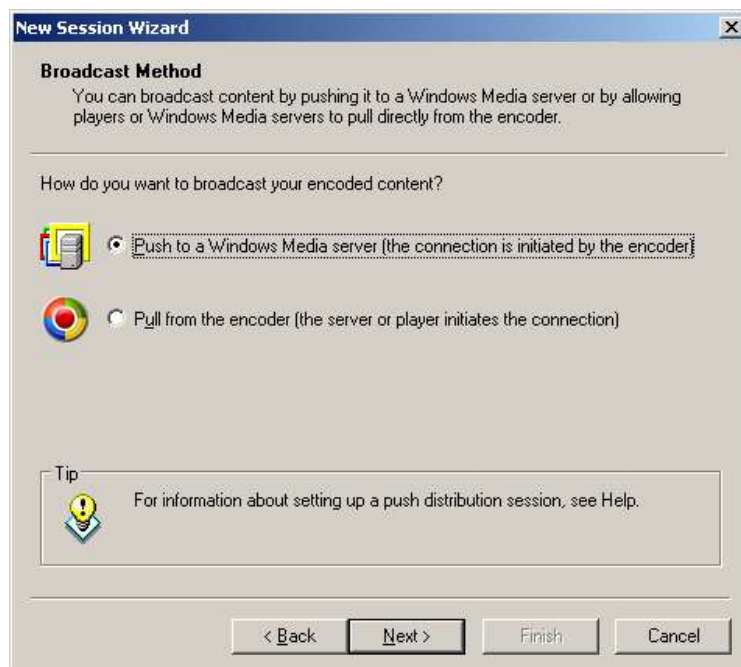 New Session Wizard
Broadcast Method
You can broadcast content by pushing it to a Windows Media server or by allowing
players or Windows Media servers to pull directly from the encoder.
How do you want to broadcast your encoded content?
Push to a Windows Media server (the connection is initiated by the encoder)
Pull from the encoder (the server or player initiates the connection)
Tip
For information about setting up a push distribution session, see Help.
< Back Next > Finish Cancel